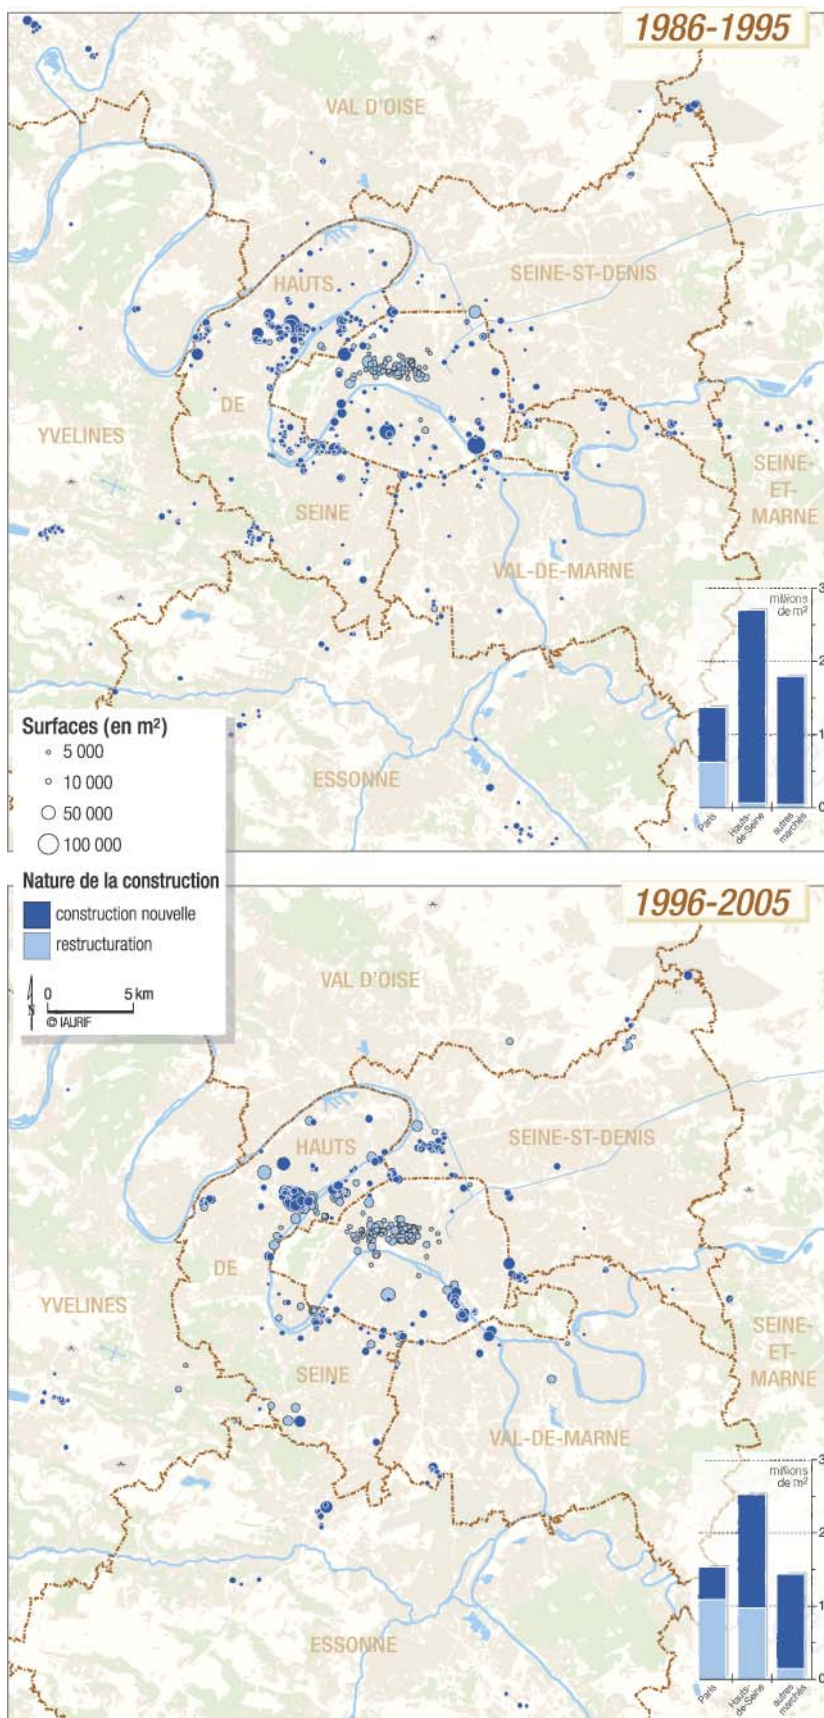 1986-1995
VAL D'OISE
HAUTS
SEINE-ST-DENIS
DE
YVELINES
SEINE-
ET-
MARNE
SEINE
VAL-DE-MARNE
ESSONNE
3
millions
de m²
2
1
0
Paris
Hauts-
de-Seine
autres
marchés
Surfaces (en m²)
5 000
10 000
50 000
100 000
Nature de la construction
construction nouvelle
restructuration
N
0 5 km
© IAURIF
1996-2005
VAL D'OISE
HAUTS
SEINE-ST-DENIS
DE
YVELINES
SEINE-
ET-
MARNE
SEINE
VAL-DE-MARNE
ESSONNE
3
millions
de m²
2
1
0
Paris
Hauts-
de-Seine
autres
marchés